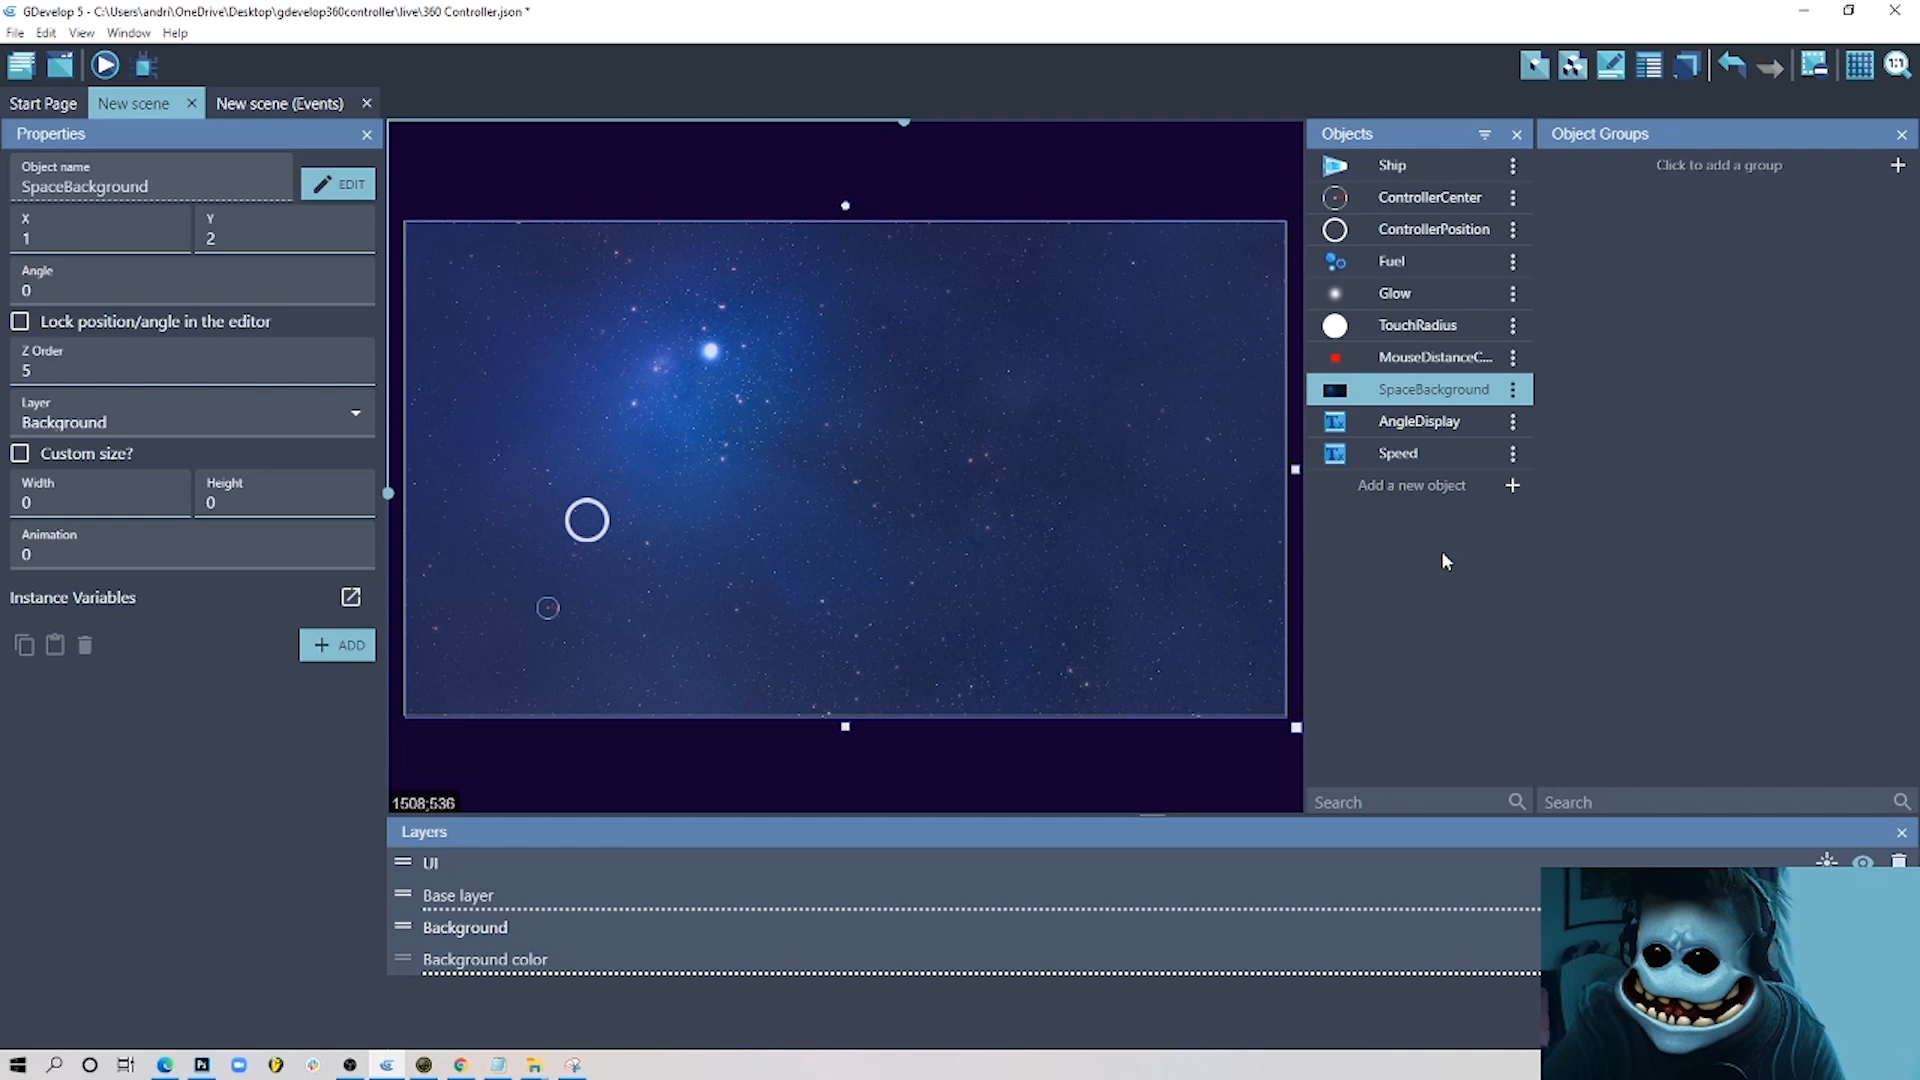 GDevelop 5 - C:\Users\andri\OneDrive\Desktop\gdevelop360controller\live\360 Controller.json *
File Edit View Window Help
1:1
Start Page New scene New scene (Events)
Properties
Object name
SpaceBackground
EDIT
X Y
1 2
Angle
0
Lock position/angle in the editor
Z Order
5
Layer
Background
Custom size?
Width Height
0 0
Animation
0
Instance Variables
ADD
1508;536
Objects
Ship
ControllerCenter
ControllerPosition
Fuel
Glow
TouchRadius
MouseDistanceC...
SpaceBackground
AngleDisplay
Speed
Add a new object
Search
Object Groups
Click to add a group
Search
Layers
UI
Base layer
Background
Background color